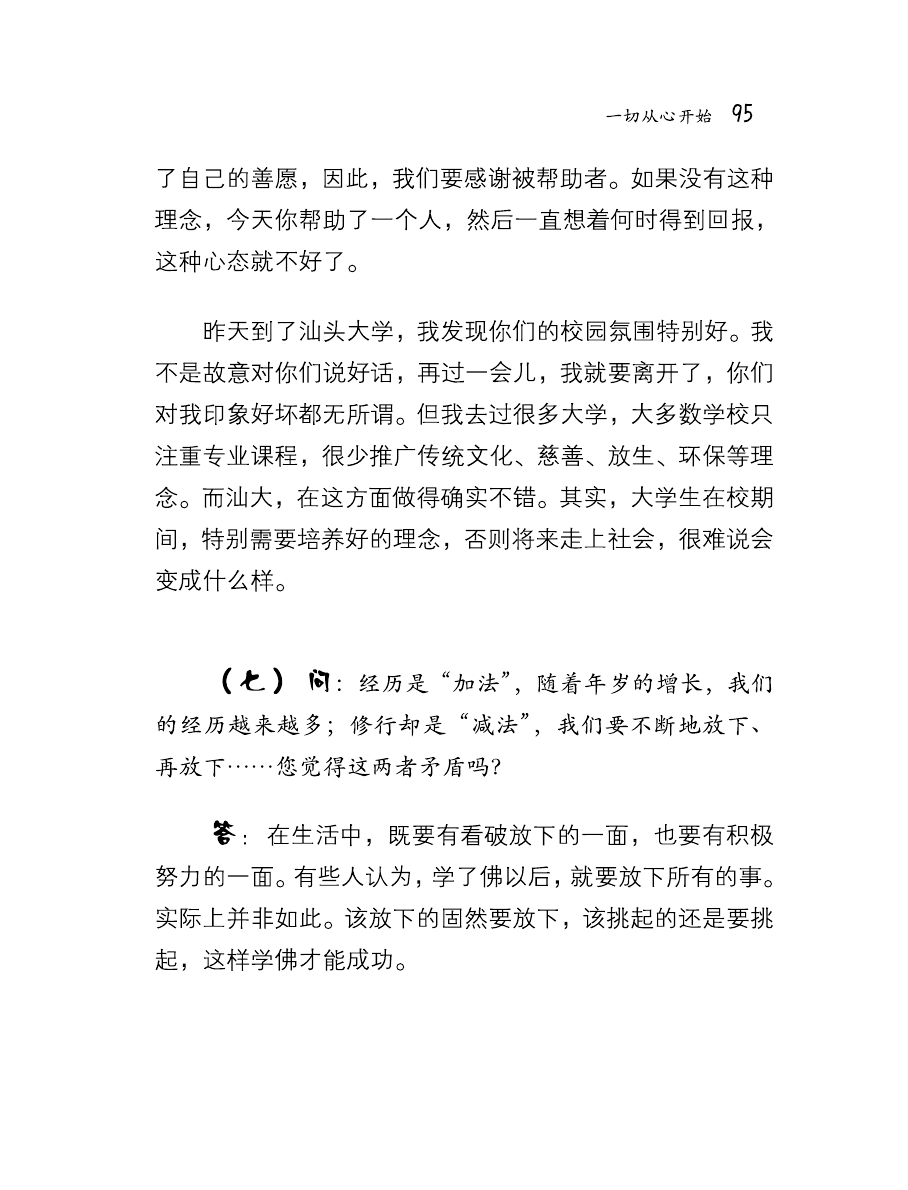 一切从心开始 95
了自己的善愿，因此，我们要感谢被帮助者。如果没有这种
理念，今天你帮助了一个人，然后一直想着何时得到回报，
这种心态就不好了。
昨天到了汕头大学，我发现你们的校园氛围特别好。我
不是故意对你们说好话，再过一会儿，我就要离开了，你们
对我印象好坏都无所谓。但我去过很多大学，大多数学校只
注重专业课程，很少推广传统文化、慈善、放生、环保等理
念。而汕大，在这方面做得确实不错。其实，大学生在校期
间，特别需要培养好的理念，否则将来走上社会，很难说会
变成什么样。
（七） 问：经历是“加法”，随着年岁的增长，我们
的经历越来越多；修行却是“减法”，我们要不断地放下、
再放下……您觉得这两者矛盾吗？
答： 在生活中，既要有看破放下的一面，也要有积极
努力的一面。有些人认为，学了佛以后，就要放下所有的事。
实际上并非如此。该放下的固然要放下，该挑起的还是要挑
起，这样学佛才能成功。